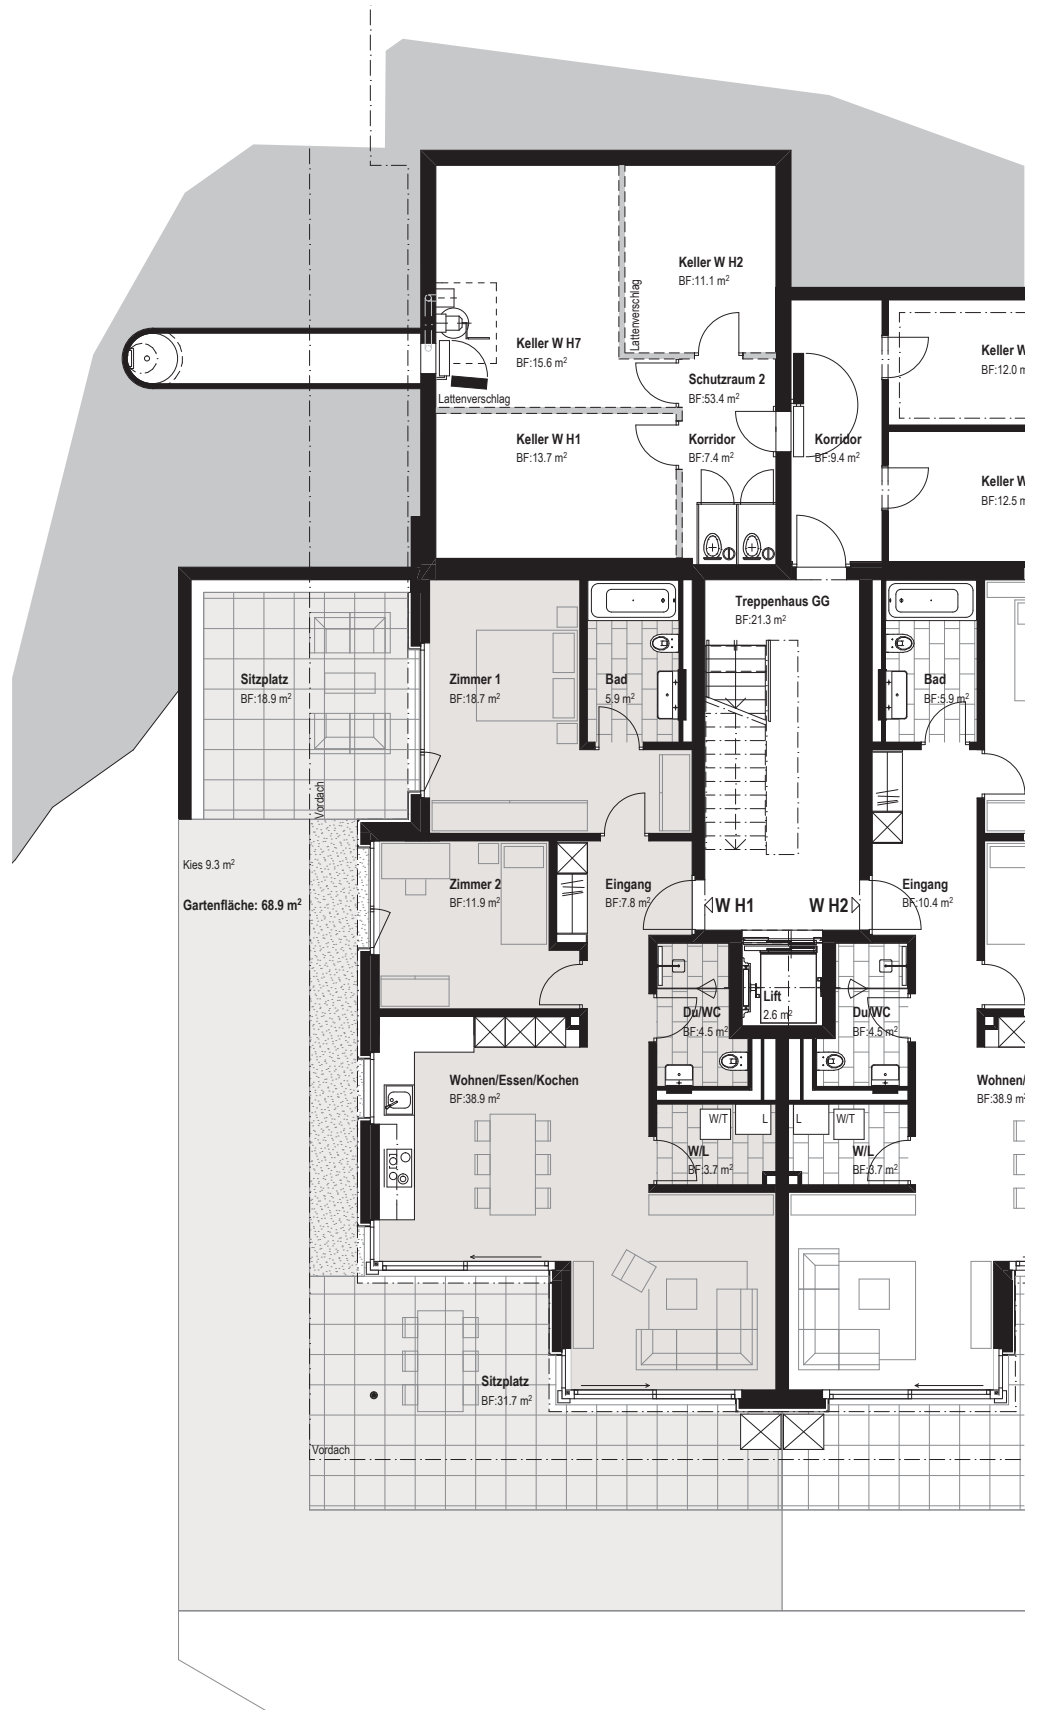 Keller W H2
BF:11.1 m²
Lattenverschlag
Keller W H7
BF:15.6 m²
Keller W
BF:12.0 m
Schutzraum 2
BF:53.4 m²
Lattenverschlag
Keller W H1
BF:13.7 m²
Korridor
BF:7.4 m²
Korridor
BF:9.4 m²
Keller W
BF:12.5 m
Treppenhaus GG
BF:21.3 m²
Sitzplatz
BF:18.9 m²
Zimmer 1
BF:18.7 m²
Bad
5.9 m²
Bad
BF:5.9 m²
Vordach
Kies 9.3 m²
Gartenfläche: 68.9 m²
Zimmer 2
BF:11.9 m²
Eingang
BF:7.8 m²
W H1
W H2
Eingang
BF:10.4 m²
Lift
2.6 m²
Du/WC
BF:4.5 m²
Du/WC
BF:4.5 m²
Wohnen/Essen/Kochen
BF:38.9 m²
Wohnen/
BF:38.9 m²
W/T
L
L
W/T
W/L
BF:3.7 m²
W/L
BF:3.7 m²
Sitzplatz
BF:31.7 m²
Vordach